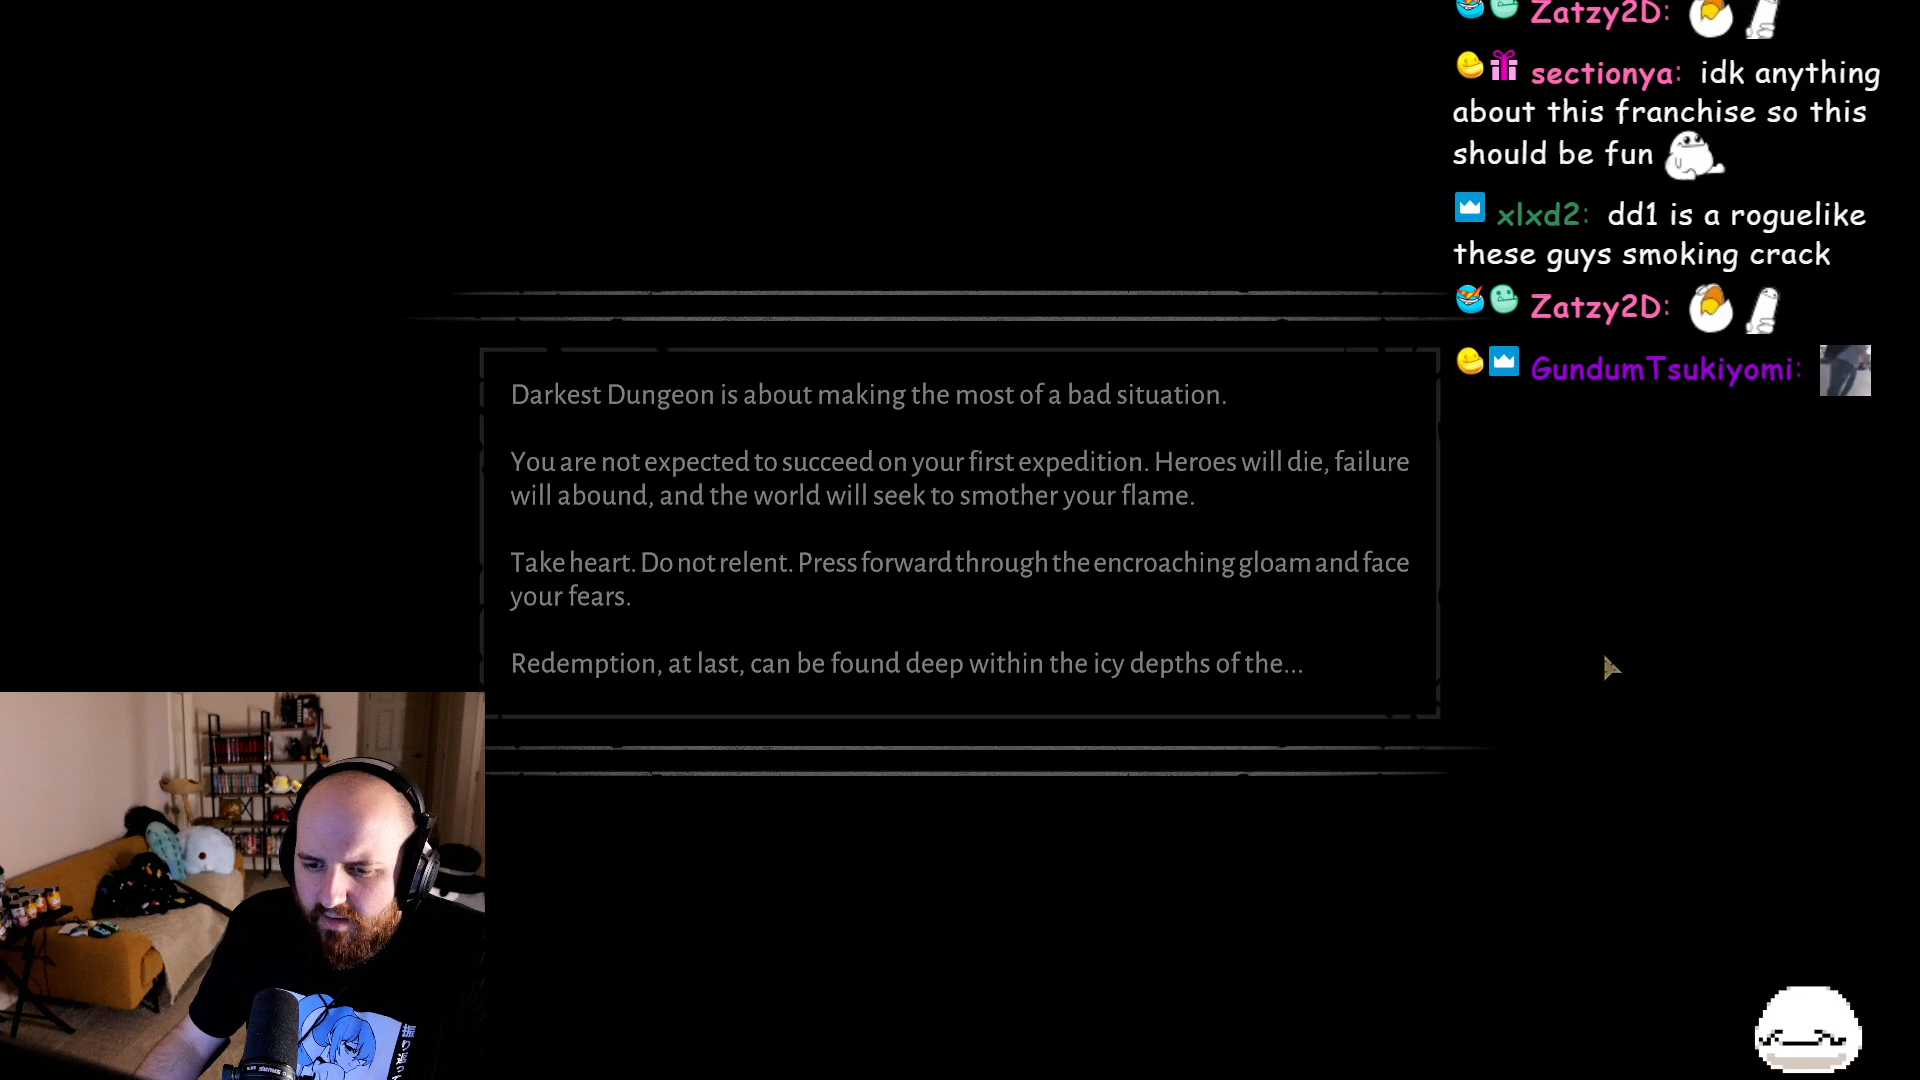 Zatzy2D:
sectionya: idk anything
about this franchise so this
should be fun
xlxd2: dd1 is a roguelike
these guys smoking crack
Zatzy2D:
GundumTsukiyomi:
Darkest Dungeon is about making the most of a bad situation.
You are not expected to succeed on your first expedition. Heroes will die, failure
will abound, and the world will seek to smother your flame.
Take heart. Do not relent. Press forward through the encroaching gloam and face
your fears.
Redemption, at last, can be found deep within the icy depths of the...